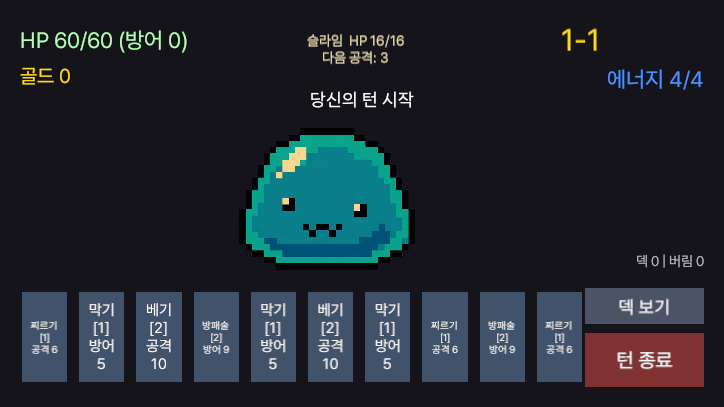 HP 60/60 (방어 0)
골드 0
슬라임 HP 16/16
다음 공격: 3
1-1
에너지 4/4
당신의 턴 시작
덱 0 | 버림 0
찌르기
[1]
공격 6
막기
[1]
방어
5
베기
[2]
공격
10
방패술
[2]
방어 9
막기
[1]
방어
5
베기
[2]
공격
10
막기
[1]
방어
5
찌르기
[1]
공격 6
방패술
[2]
방어 9
찌르기
[1]
공격 6
덱 보기
턴 종료